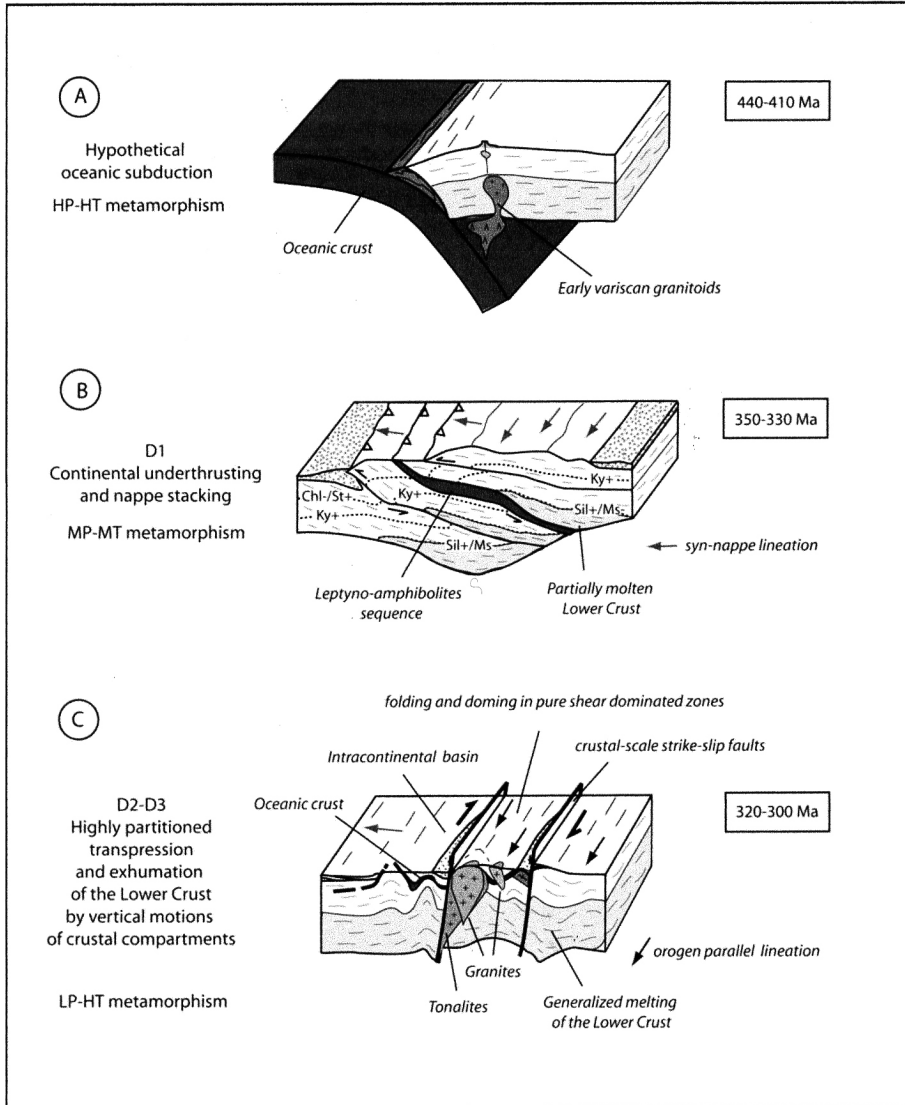 A
440-410 Ma
Hypothetical
oceanic subduction
HP-HT metamorphism
Oceanic crust
Early variscan granitoids
B
350-330 Ma
D1
Continental underthrusting
and nappe stacking
MP-MT metamorphism
Chl-/St+
Ky+
Ky+
Ky+
Sil+/Ms-
Sil+/Ms-
syn-nappe lineation
Leptyno-amphibolites
sequence
Partially molten
Lower Crust
C
folding and doming in pure shear dominated zones
Intracontinental basin
crustal-scale strike-slip faults
Oceanic crust
320-300 Ma
D2-D3
Highly partitioned
transpression
and exhumation
of the Lower Crust
by vertical motions
of crustal compartments
LP-HT metamorphism
Granites
Tonalites
orogen parallel lineation
Generalized melting
of the Lower Crust